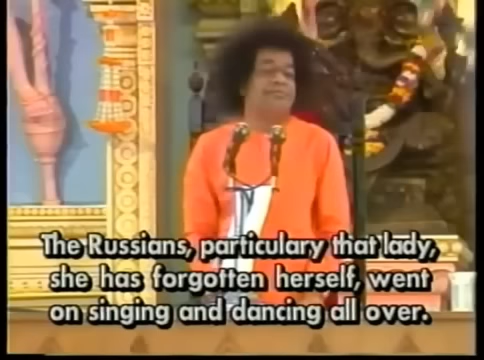 The Russians, particulary that lady,
she has forgotten herself, went
on singing and dancing all over.